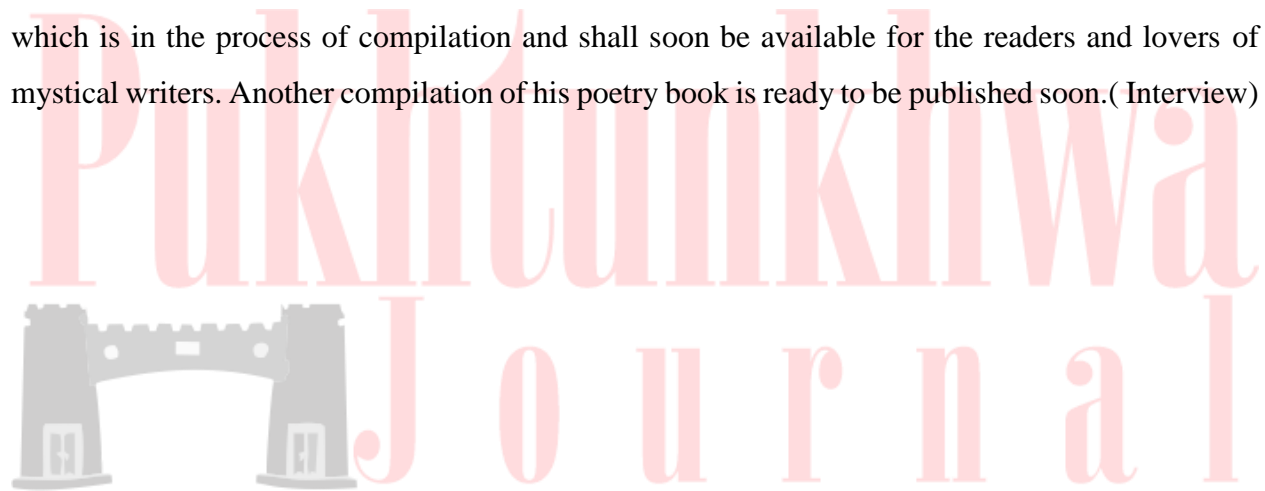 which is in the process of compilation and shall soon be available for the readers and lovers of
mystical writers. Another compilation of his poetry book is ready to be published soon.( Interview)
Pukhtunkhwa
Journal